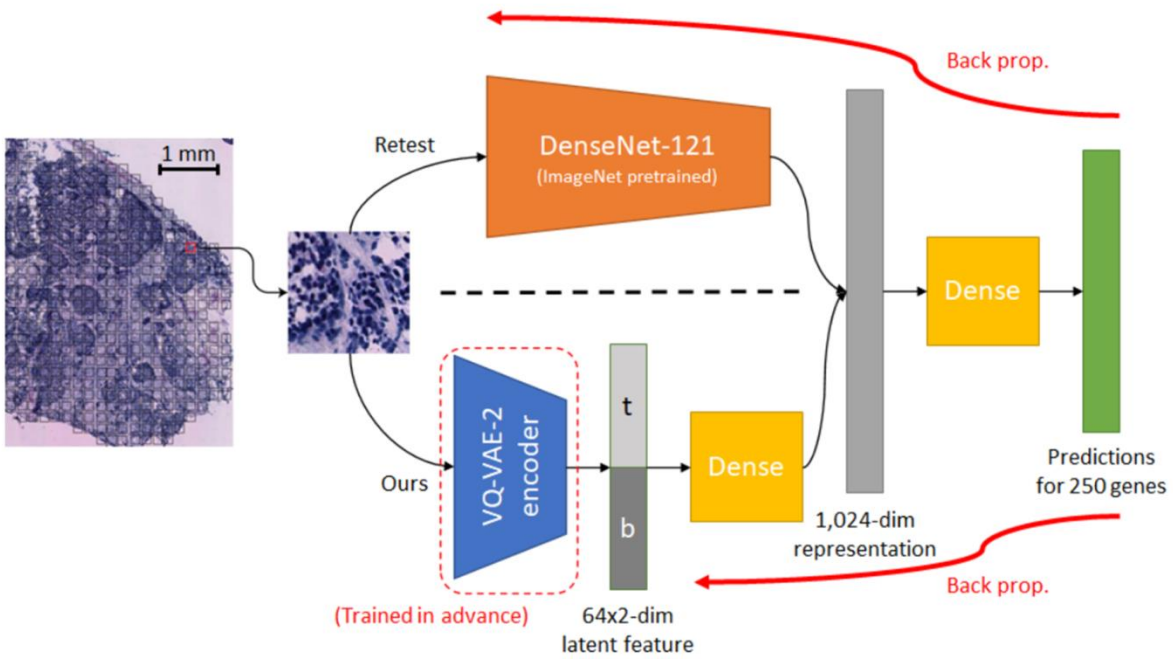 Back prop.
1 mm
Retest
DenseNet-121
(ImageNet pretrained)
Dense
t
Ours
VQ-VAE-2
encoder
Dense
b
Predictions
for 250 genes
1,024-dim
representation
(Trained in advance)
64x2-dim
latent feature
Back prop.